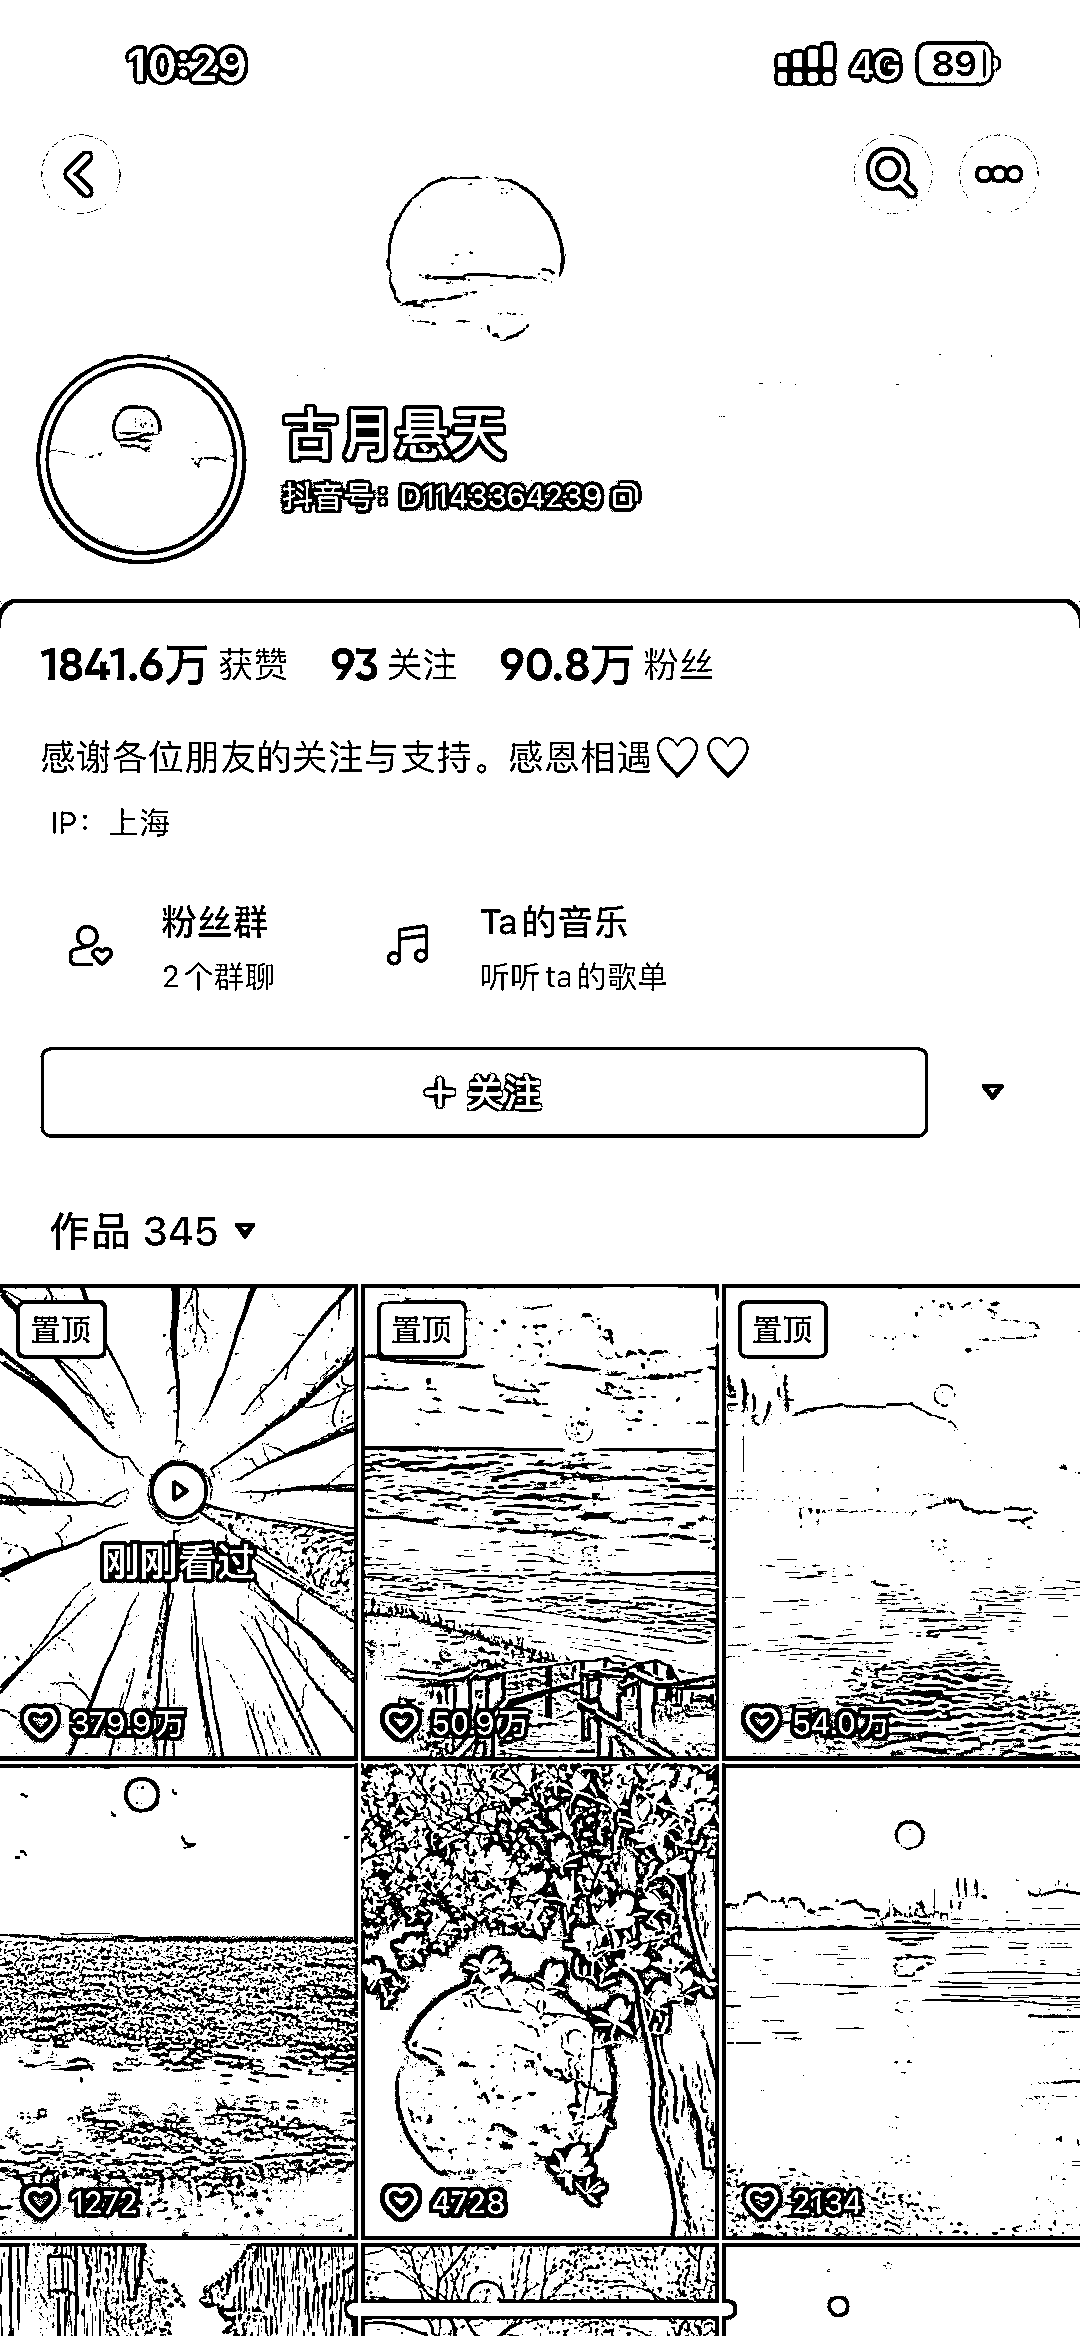 10:29
4G 89
古月悬天
抖音号: D1143364239
1841.6万 获赞 93 关注 90.8万 粉丝
感谢各位朋友的关注与支持。感恩相遇♡♡
IP: 上海
粉丝群
2个群聊
Ta的音乐
听听ta的歌单
+ 关注
作品 345
置顶
置顶
置顶
刚刚看过
379.9万
50.9万
54.0万
1272
4728
2134